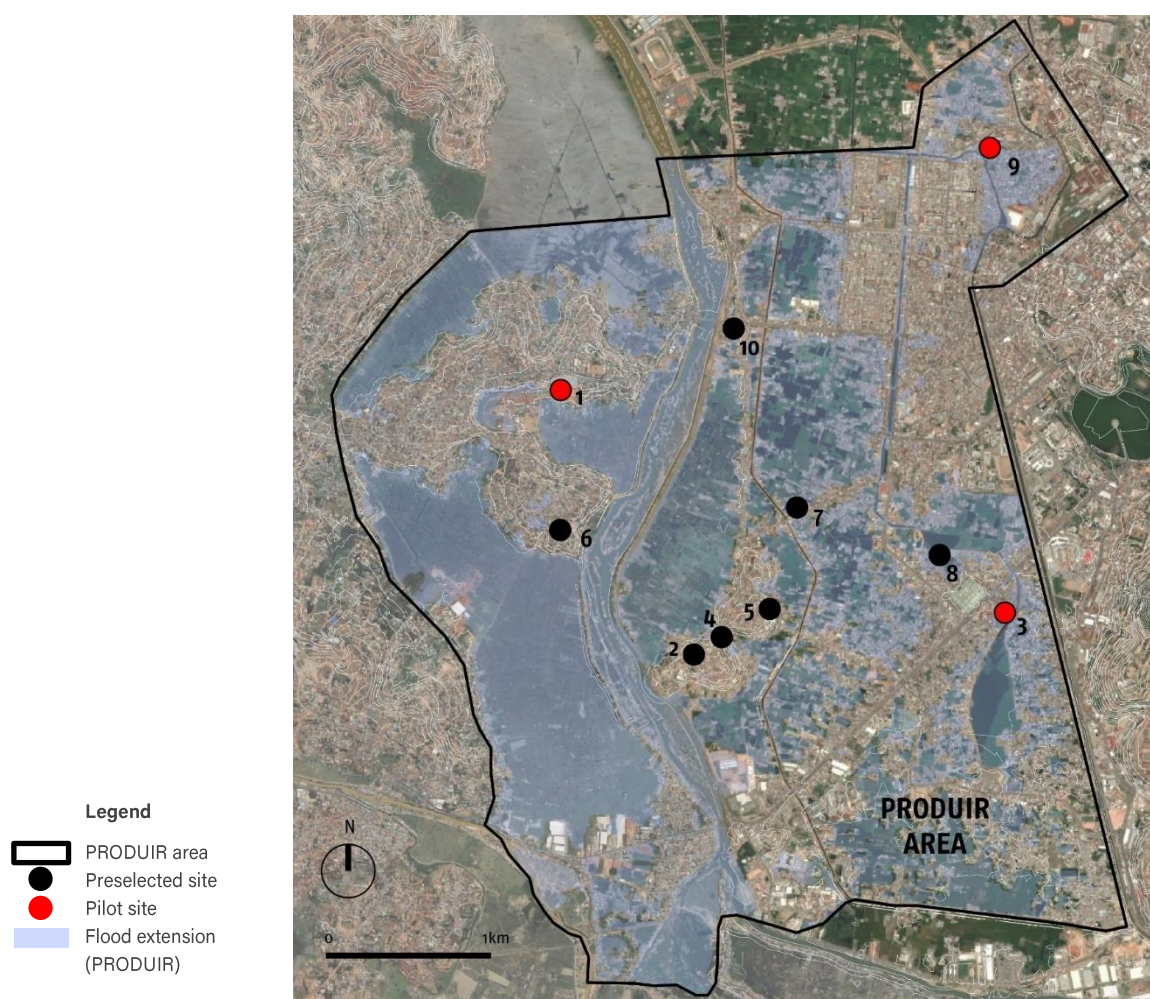 9
10
1
7
6
8
5
4
3
2
PRODUIR
AREA
Legend
N
PRODUIR area
Preselected site
Pilot site
Flood extension
(PRODUIR)
0
1km